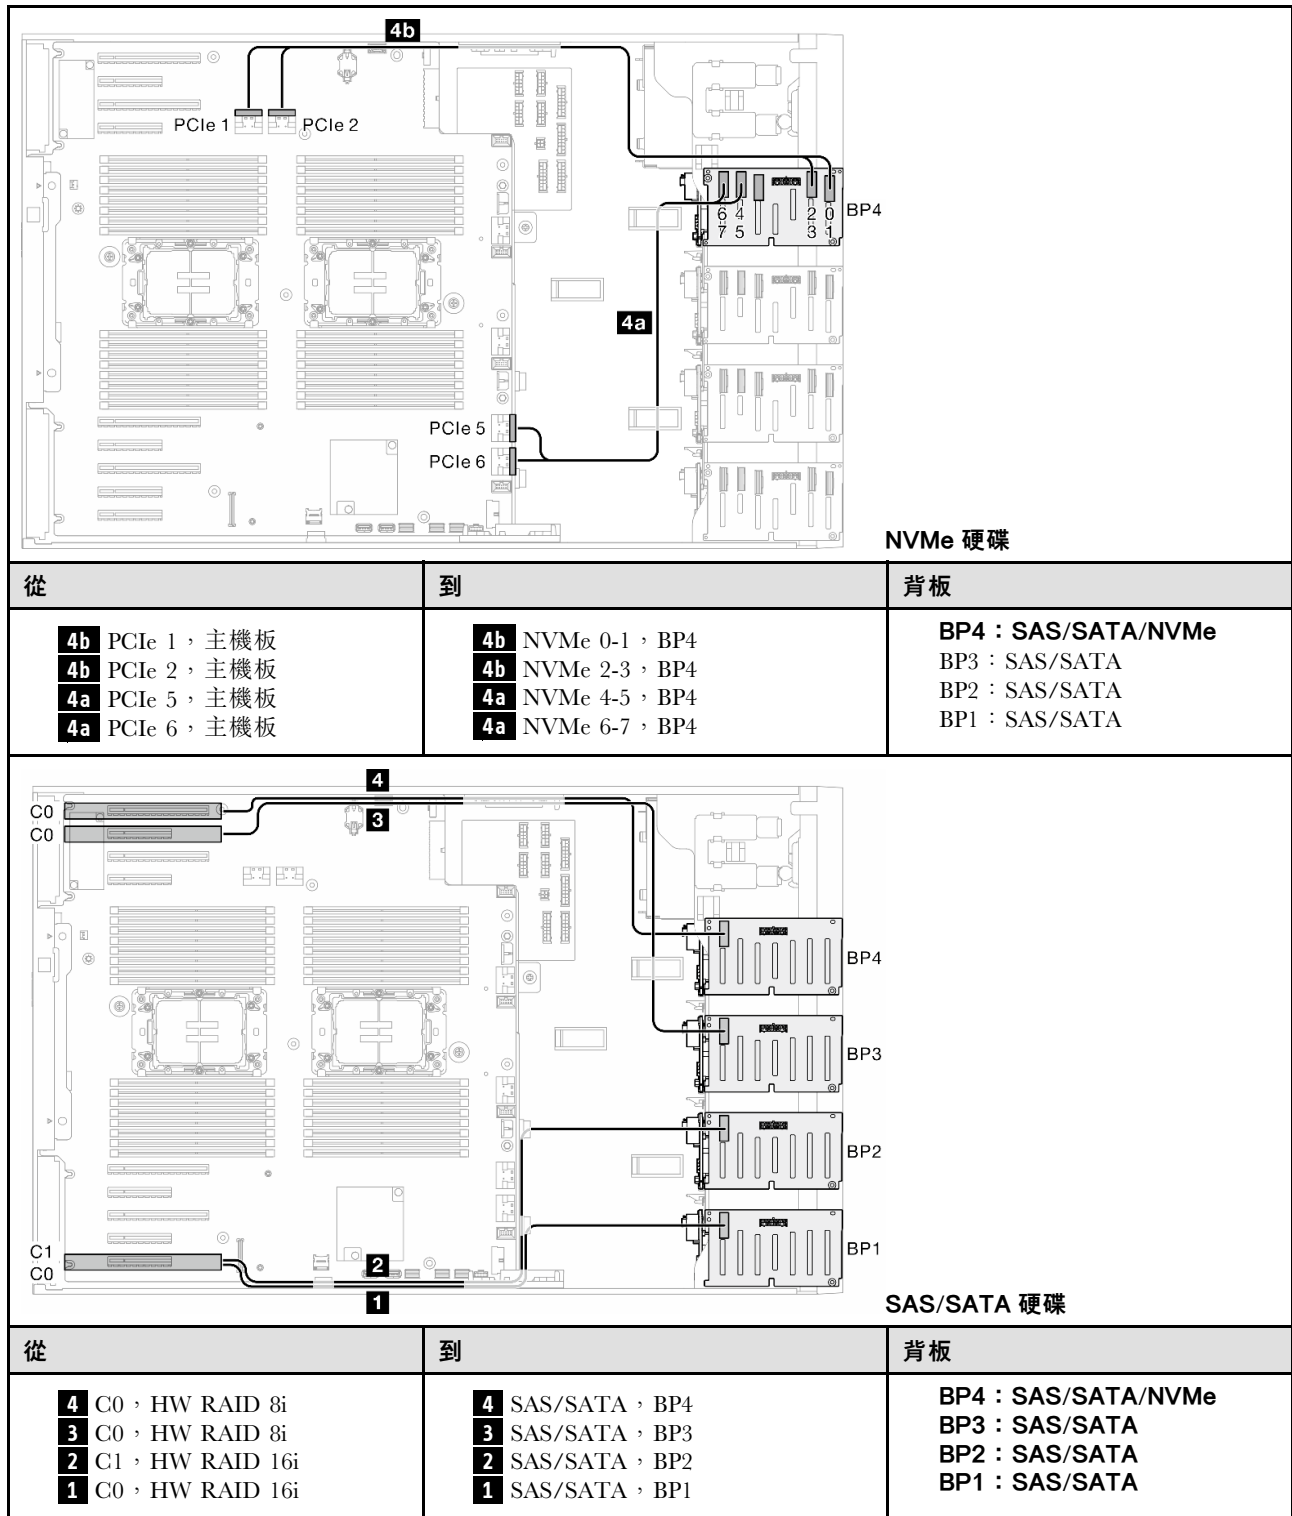 4b
PCIe 1
PCIe 2
6 4 2 0
7 5 3 1
BP4
4a
PCIe 5
PCIe 6
NVMe 硬碟
從 到 背板
4b PCIe 1，主機板 4b NVMe 0-1，BP4 BP4：SAS/SATA/NVMe
4b PCIe 2，主機板 4b NVMe 2-3，BP4 BP3：SAS/SATA
4a PCIe 5，主機板 4a NVMe 4-5，BP4 BP2：SAS/SATA
4a PCIe 6，主機板 4a NVMe 6-7，BP4 BP1：SAS/SATA
4
C0
3
C0
BP4
BP3
BP2
BP1
C1
C0
2
1
SAS/SATA 硬碟
從 到 背板
4 C0，HW RAID 8i 4 SAS/SATA，BP4 BP4：SAS/SATA/NVMe
3 C0，HW RAID 8i 3 SAS/SATA，BP3 BP3：SAS/SATA
2 C1，HW RAID 16i 2 SAS/SATA，BP2 BP2：SAS/SATA
1 C0，HW RAID 16i 1 SAS/SATA，BP1 BP1：SAS/SATA